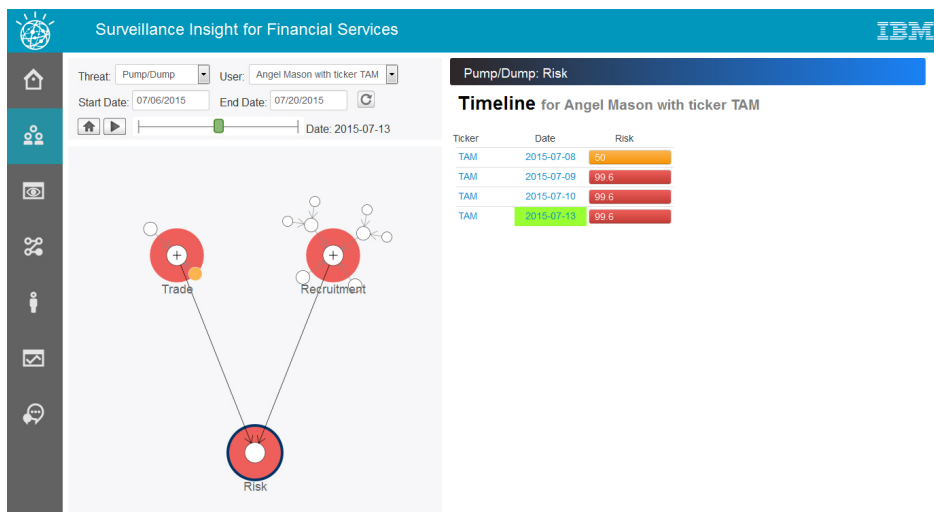 Surveillance Insight for Financial Services
IBM
Threat: Pump/Dump User: Angel Mason with ticker TAM
Start Date: 07/06/2015 End Date: 07/20/2015
Date: 2015-07-13
Trade
Recruitment
Risk
Pump/Dump: Risk
Timeline for Angel Mason with ticker TAM
Ticker Date Risk
TAM 2015-07-08 50
TAM 2015-07-09 99.6
TAM 2015-07-10 99.6
TAM 2015-07-13 99.6